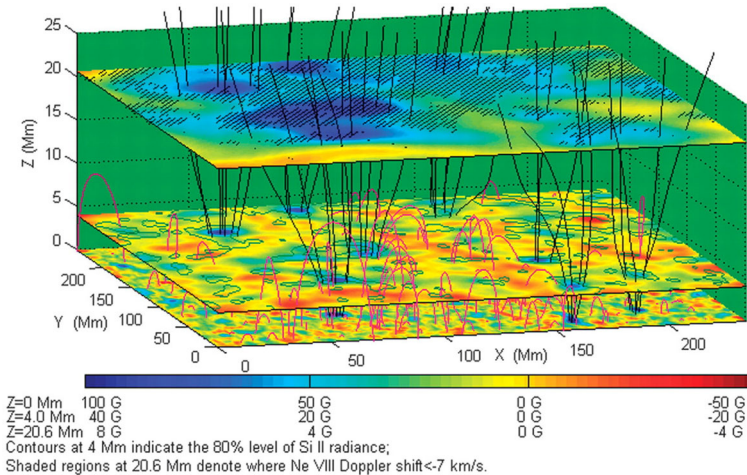 25
20
15
10
5
0
Z (Mm)
200
150
100
50
0
Y (Mm)
0
50
100
150
200
X (Mm)
Z=0 Mm 100 G 50 G 0 G -50 G
Z=4.0 Mm 40 G 20 G 0 G -20 G
Z=20.6 Mm 8 G 4 G 0 G -4 G
Contours at 4 Mm indicate the 80% level of Si II radiance;
Shaded regions at 20.6 Mm denote where Ne VIII Doppler shift<-7 km/s.